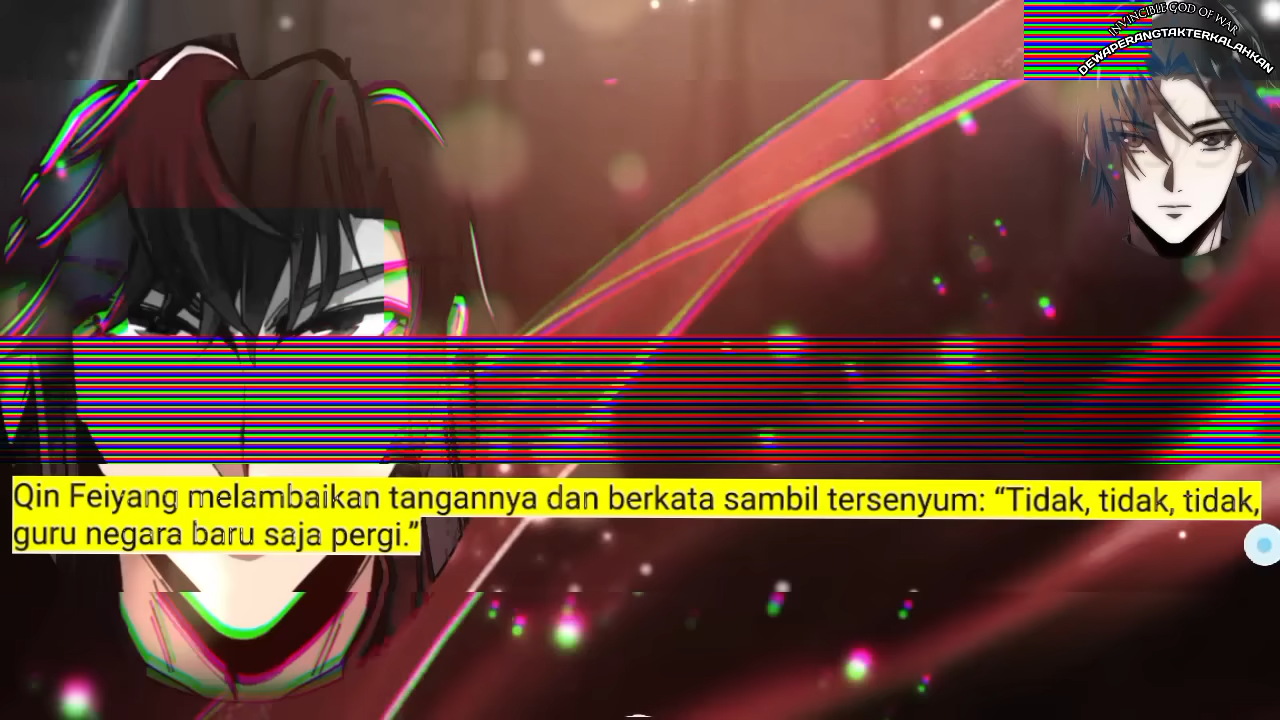 INVINCIBLE GOD OF WAR
DEWAPERANGTAKTERKALAHKAN
Qin Feiyang melambaikan tangannya dan berkata sambil tersenyum: “Tidak, tidak, tidak,
guru negara baru saja pergi.”